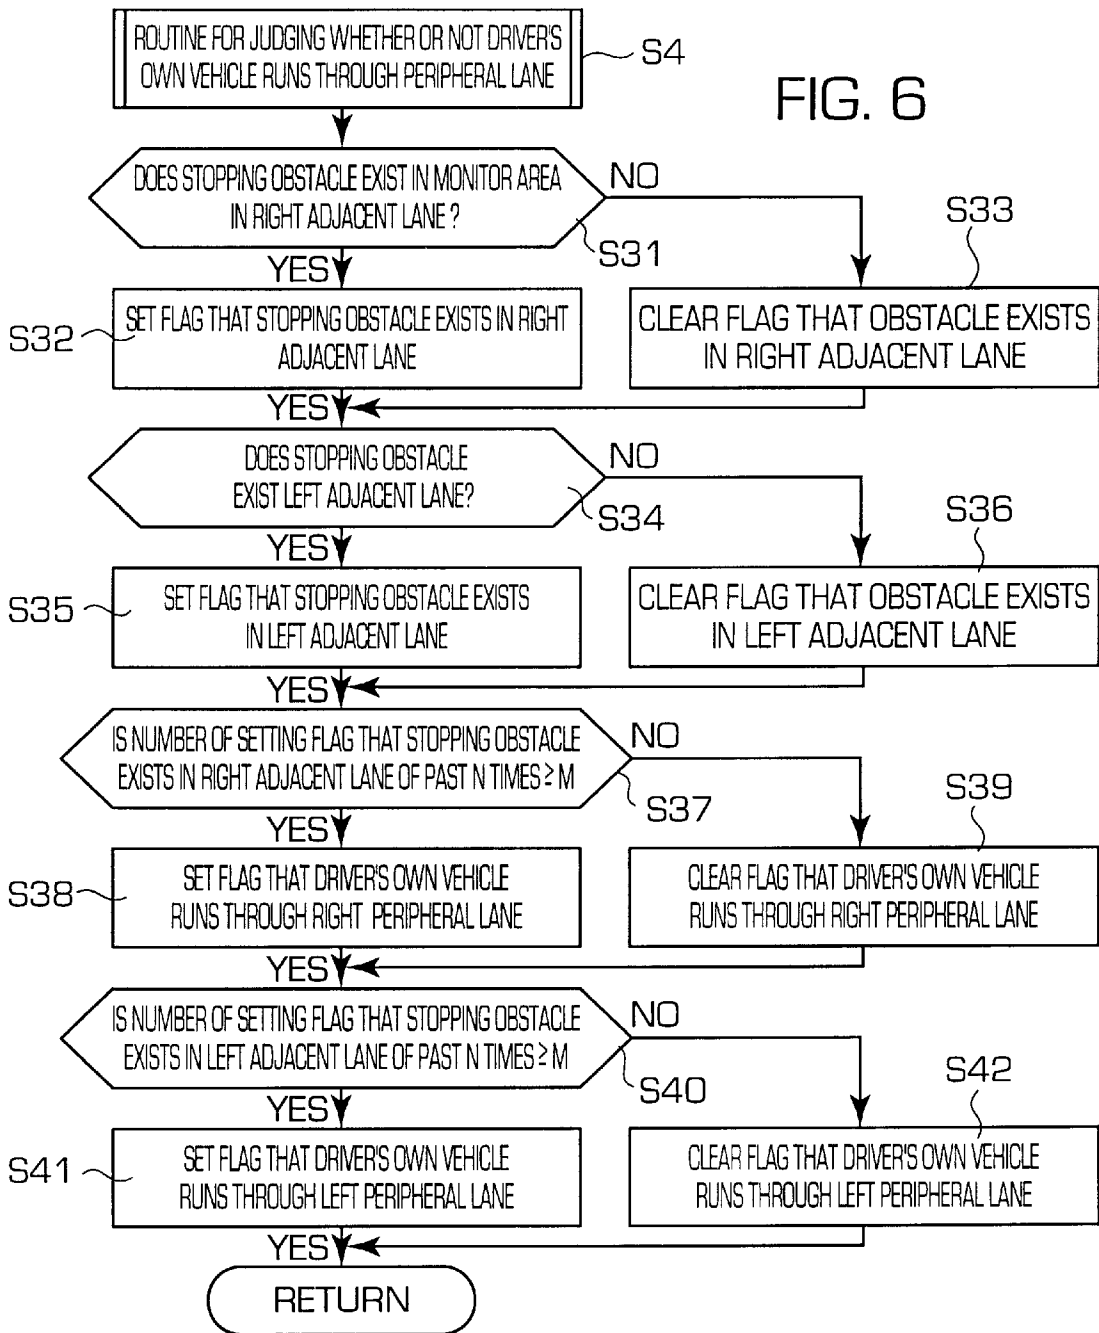 ROUTINE FOR JUDGING WHETHER OR NOT DRIVER'S
OWN VEHICLE RUNS THROUGH PERIPHERAL LANE
S4
FIG. 6
DOES STOPPING OBSTACLE EXIST IN MONITOR AREA
IN RIGHT ADJACENT LANE ?
NO
S31
S33
YES
S32
SET FLAG THAT STOPPING OBSTACLE EXISTS IN RIGHT
ADJACENT LANE
CLEAR FLAG THAT OBSTACLE EXISTS
IN RIGHT ADJACENT LANE
YES
DOES STOPPING OBSTACLE
EXIST LEFT ADJACENT LANE?
NO
S34
S36
YES
S35
SET FLAG THAT STOPPING OBSTACLE EXISTS
IN LEFT ADJACENT LANE
CLEAR FLAG THAT OBSTACLE EXISTS
IN LEFT ADJACENT LANE
YES
IS NUMBER OF SETTING FLAG THAT STOPPING OBSTACLE
EXISTS IN RIGHT ADJACENT LANE OF PAST N TIMES ≥ M
NO
S37
S39
YES
S38
SET FLAG THAT DRIVER'S OWN VEHICLE
RUNS THROUGH RIGHT PERIPHERAL LANE
CLEAR FLAG THAT DRIVER'S OWN VEHICLE
RUNS THROUGH RIGHT PERIPHERAL LANE
YES
IS NUMBER OF SETTING FLAG THAT STOPPING OBSTACLE
EXISTS IN LEFT ADJACENT LANE OF PAST N TIMES ≥ M
NO
S40
S42
YES
S41
SET FLAG THAT DRIVER'S OWN VEHICLE
RUNS THROUGH LEFT PERIPHERAL LANE
CLEAR FLAG THAT DRIVER'S OWN VEHICLE
RUNS THROUGH LEFT PERIPHERAL LANE
YES
RETURN